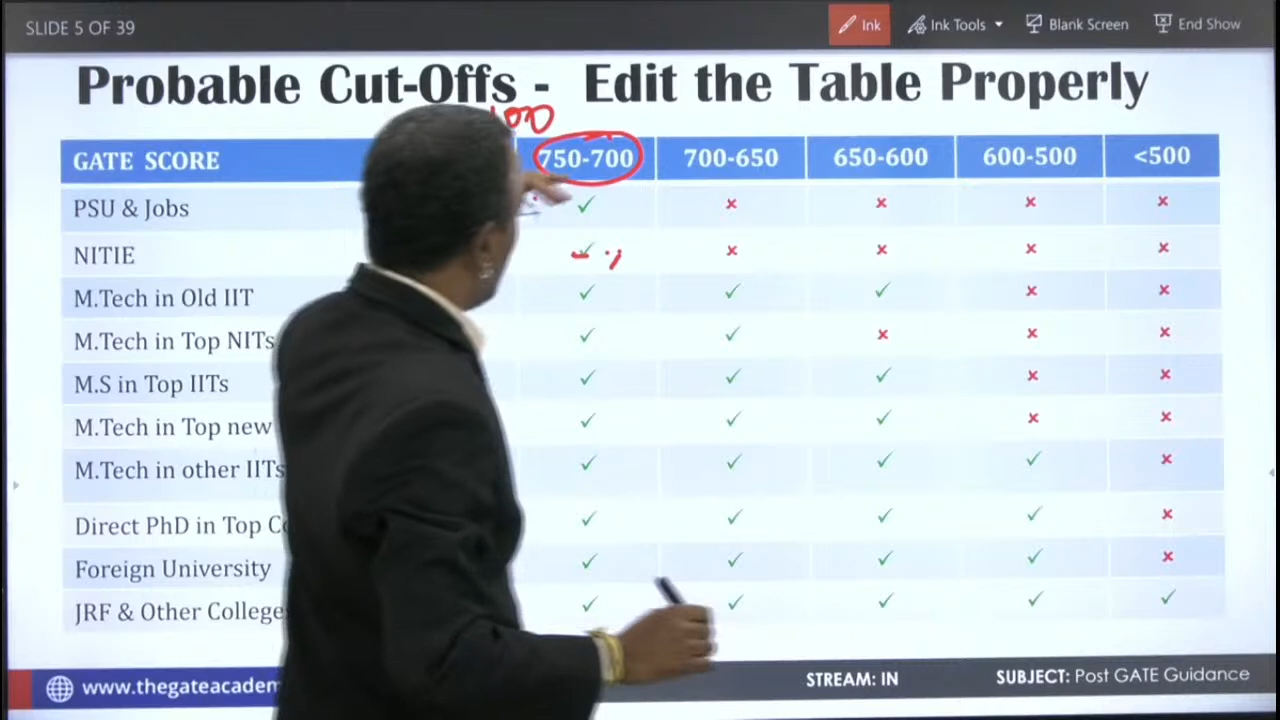 SLIDE 5 OF 39
Ink Ink Tools Blank Screen End Show
Probable Cut-Offs - Edit the Table Properly
GATE SCORE 750-700 700-650 650-600 600-500 <500
PSU & Jobs ✓ × × × ×
NITIE ✓ × × × ×
M.Tech in Old IIT ✓ ✓ ✓ × ×
M.Tech in Top NITs ✓ ✓ × × ×
M.S in Top IITs ✓ ✓ ✓ × ×
M.Tech in Top new ✓ ✓ ✓ × ×
M.Tech in other IITs ✓ ✓ ✓ ✓ ×
Direct PhD in Top ✓ ✓ ✓ ✓ ×
Foreign University ✓ ✓ ✓ ✓ ×
JRF & Other College ✓ ✓ ✓ ✓ ✓
www.thegateacadem STREAM: IN SUBJECT: Post GATE Guidance